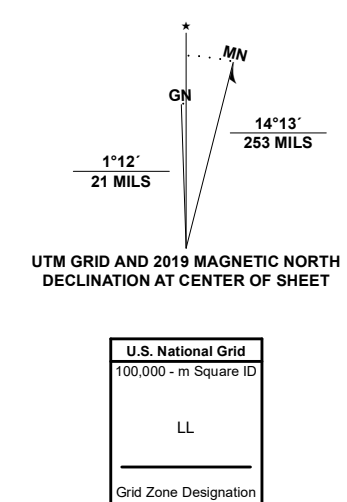 ★
MN
GN
14°13´
253 MILS
1°12´
21 MILS
UTM GRID AND 2019 MAGNETIC NORTH
DECLINATION AT CENTER OF SHEET
U.S. National Grid
100,000 - m Square ID
LL
Grid Zone Designation